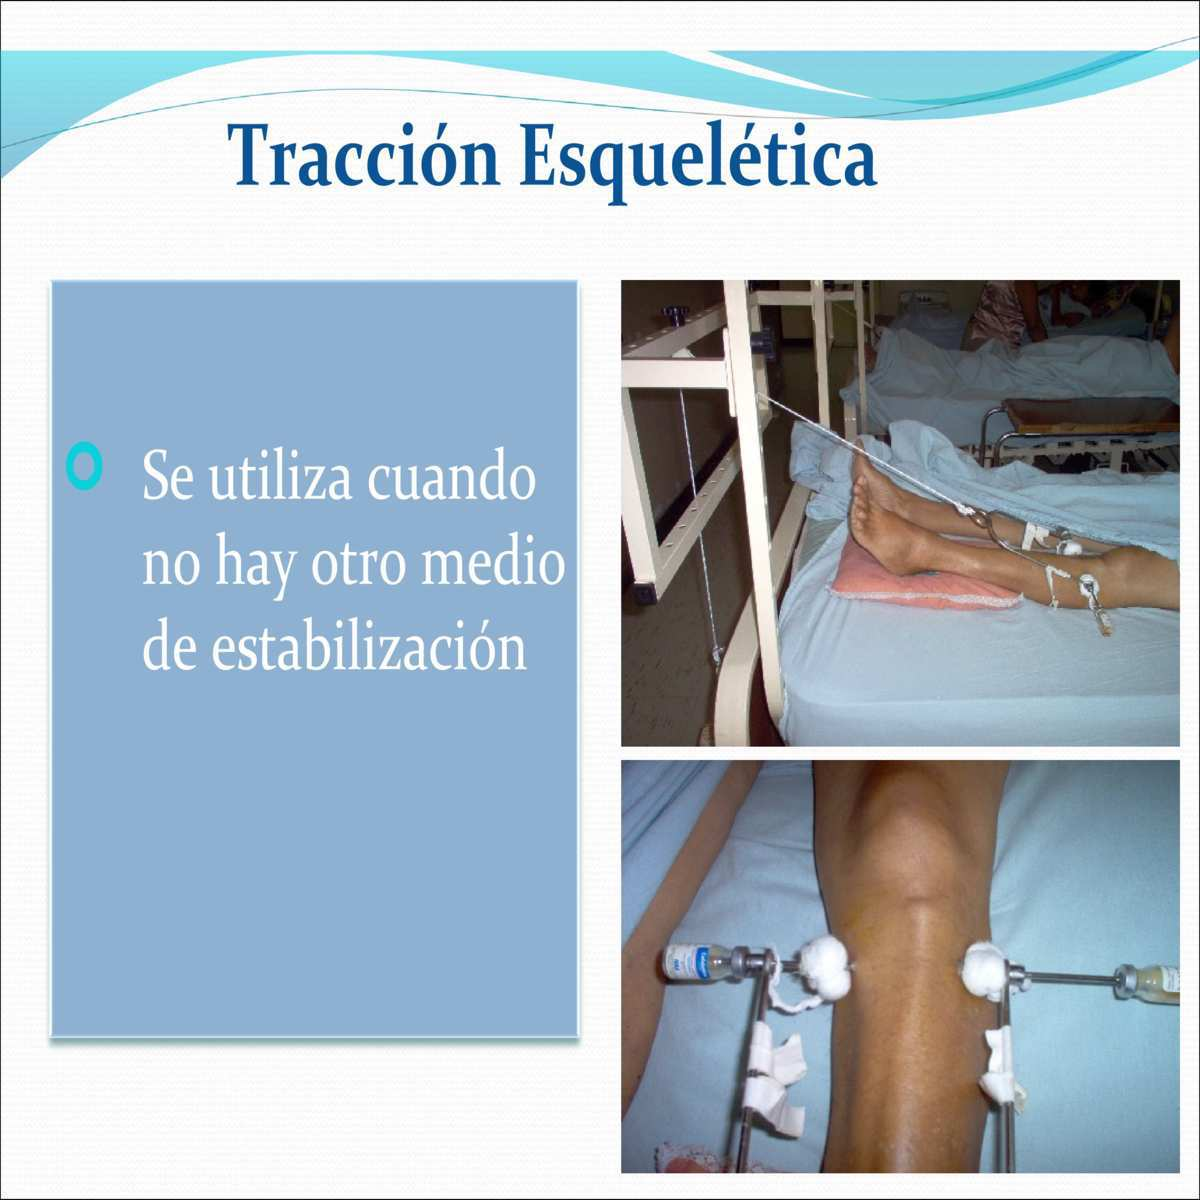 Tracción Esquelética
Se utiliza cuando
no hay otro medio
de estabilización